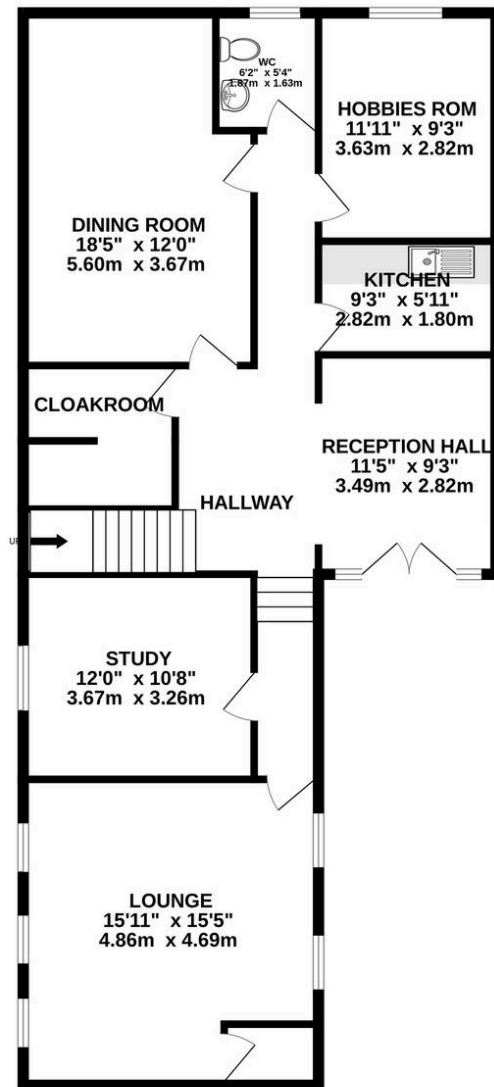 WC
6'2" x 5'4"
1.87m x 1.63m
HOBBIES ROM
11'11" x 9'3"
3.63m x 2.82m
DINING ROOM
18'5" x 12'0"
5.60m x 3.67m
KITCHEN
9'3" x 5'11"
2.82m x 1.80m
CLOAKROOM
RECEPTION HALL
11'5" x 9'3"
3.49m x 2.82m
HALLWAY
UP
STUDY
12'0" x 10'8"
3.67m x 3.26m
LOUNGE
15'11" x 15'5"
4.86m x 4.69m